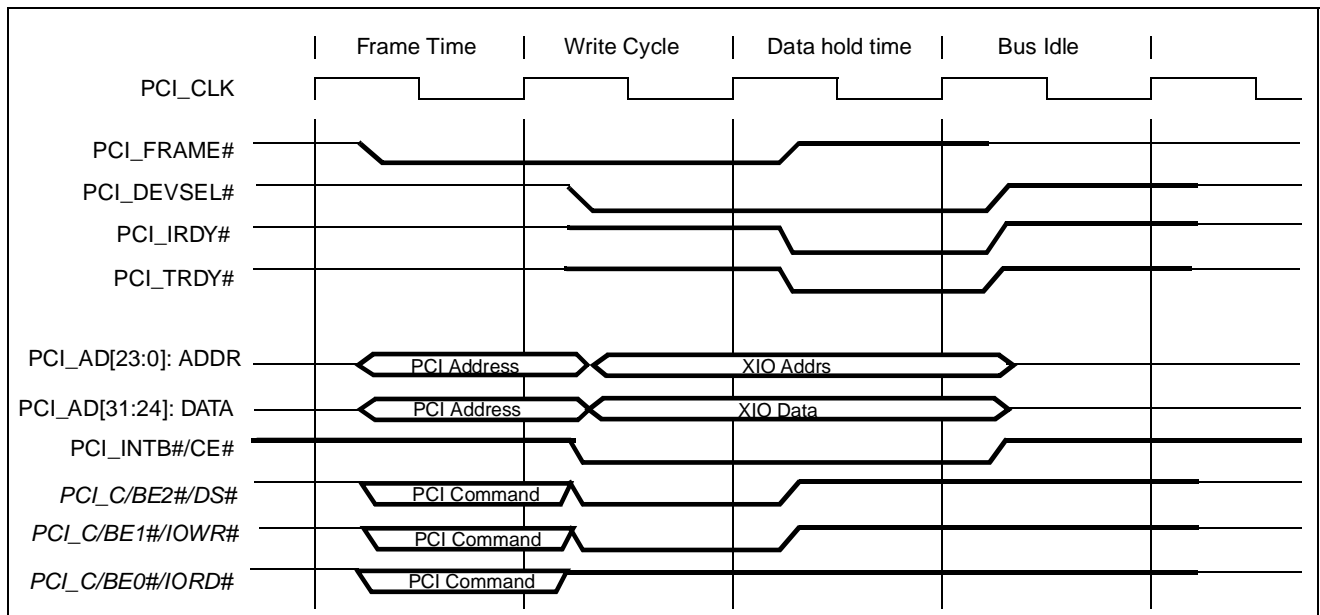 Frame Time Write Cycle Data hold time Bus Idle
PCI_CLK
PCI_FRAME#
PCI_DEVSEL#
PCI_IRDY#
PCI_TRDY#
PCI_AD[23:0]: ADDR PCI Address XIO Addrs
PCI_AD[31:24]: DATA PCI Address XIO Data
PCI_INTB#/CE#
PCI_C/BE2#/DS# PCI Command
PCI_C/BE1#/IOWR# PCI Command
PCI_C/BE0#/IORD# PCI Command